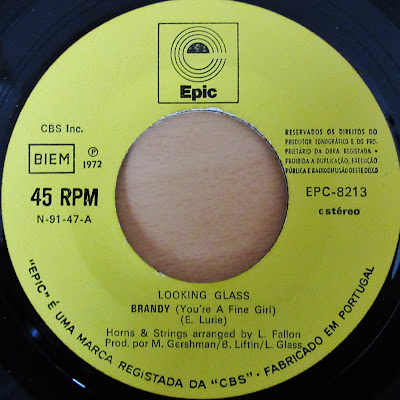 Epic
CBS Inc.
BIEM
℗
1972
45 RPM
N-91-47-A
RESERVADOS OS DIREITOS DO
PRODUTOR FONOGRÁFICO E DO PRO-
PRIETÁRIO DA OBRA REGISTADA •
PROIBIDA A DUPLICAÇÃO, EXECUÇÃO
PÚBLICA E RADIODIFUSÃO DESTE DISCO
EPC-8213
estéreo
LOOKING GLASS
BRANDY (You're A Fine Girl)
(E. Lurie)
Horns & Strings arranged by L. Fallon
Prod. por M. Gershman/B. Liftin/L. Glass
"EPIC" É UMA MARCA REGISTADA DA "CBS" - FABRICADO EM PORTUGAL